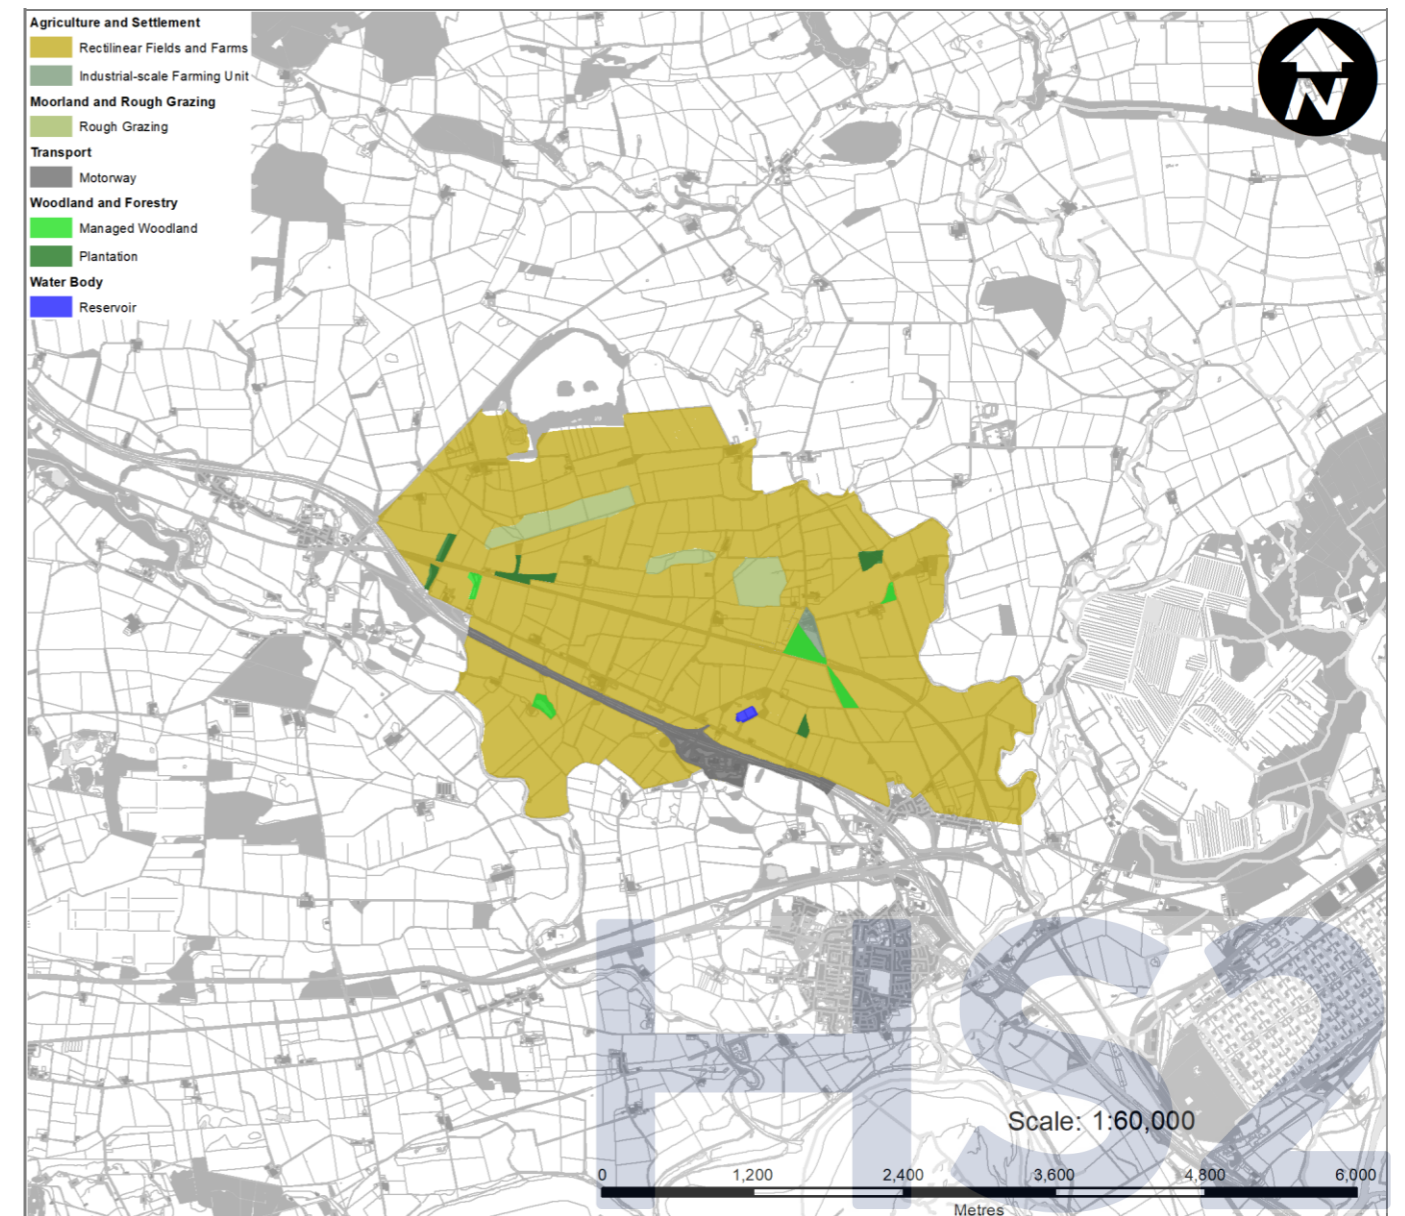 Agriculture and Settlement
Rectilinear Fields and Farms
Industrial-scale Farming Unit
Moorland and Rough Grazing
Rough Grazing
Transport
Motorway
Woodland and Forestry
Managed Woodland
Plantation
Water Body
Reservoir
N
HS2
Scale: 1:60,000
0 1,200 2,400 3,600 4,800 6,000
Metres